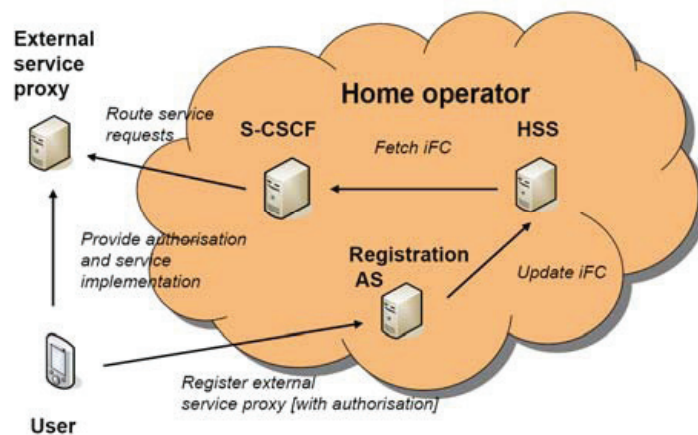 External
service
proxy
Route service
requests
Home operator
S-CSCF
HSS
Fetch iFC
Provide authorisation
and service
implementation
Registration
AS
Update iFC
Register external
service proxy [with authorisation]
User